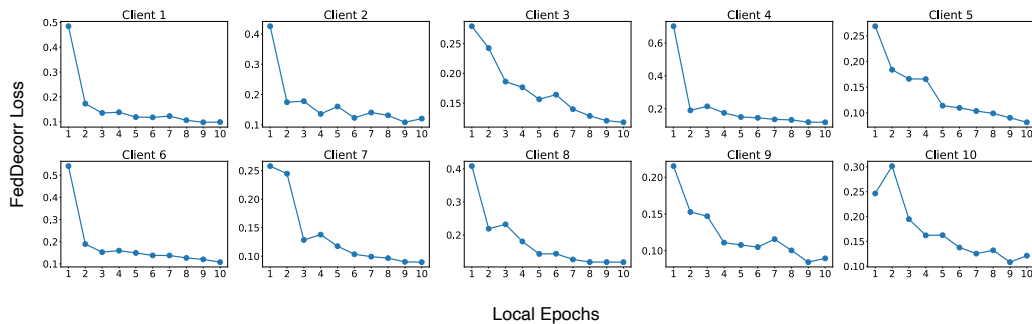 Client 1 Client 2 Client 3 Client 4 Client 5
0.5 0.4 0.3 0.2 0.1
1 2 3 4 5 6 7 8 9 10
0.4 0.3 0.2 0.1
1 2 3 4 5 6 7 8 9 10
0.25 0.20 0.15
1 2 3 4 5 6 7 8 9 10
0.6 0.4 0.2
1 2 3 4 5 6 7 8 9 10
0.25 0.20 0.15 0.10
1 2 3 4 5 6 7 8 9 10
FedDecorr Loss
Client 6 Client 7 Client 8 Client 9 Client 10
0.5 0.4 0.3 0.2 0.1
1 2 3 4 5 6 7 8 9 10
0.25 0.20 0.15 0.10
1 2 3 4 5 6 7 8 9 10
0.4 0.3 0.2
1 2 3 4 5 6 7 8 9 10
0.20 0.15 0.10
1 2 3 4 5 6 7 8 9 10
0.30 0.25 0.20 0.15 0.10
1 2 3 4 5 6 7 8 9 10
Local Epochs